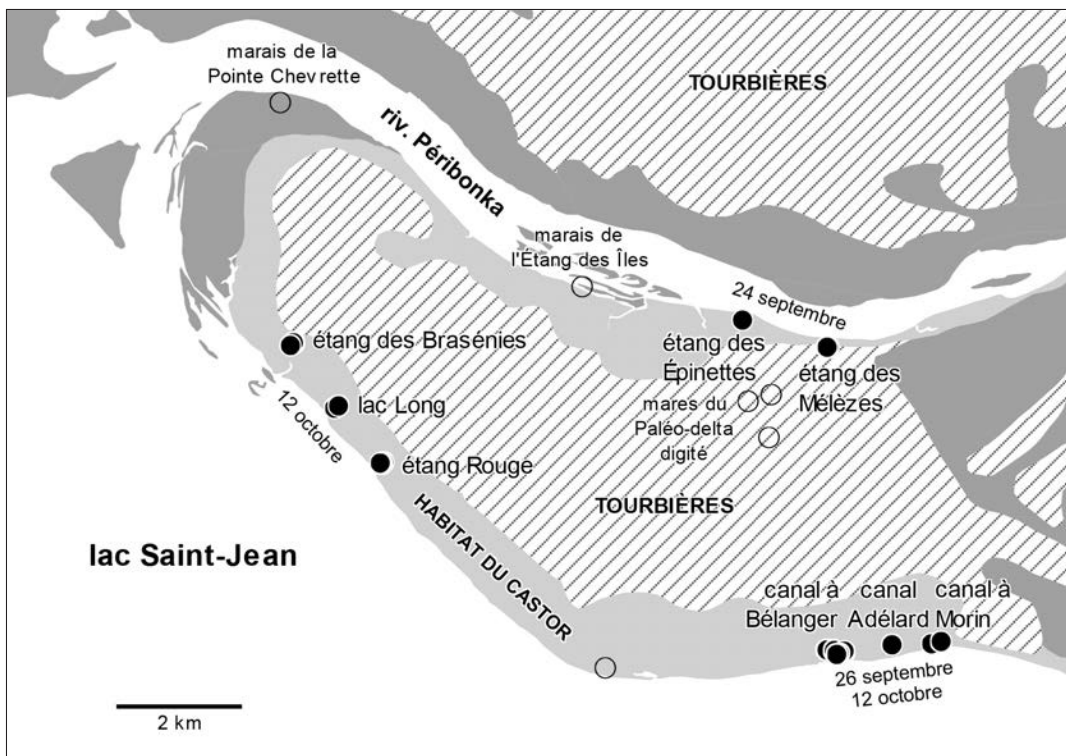 marais de la
Pointe Chevrette
TOURBIÈRES
riv. Péribonka
marais de
l'Étang des Îles
24 septembre
étang des Brasénies
étang des
Épinettes
étang des
Mélèzes
mares du
Paléo-delta
digité
lac Long
12 octobre
étang Rouge
TOURBIÈRES
HABITAT DU CASTOR
lac Saint-Jean
canal à
Bélanger
canal
Adélard
canal à
Morin
26 septembre
12 octobre
2 km